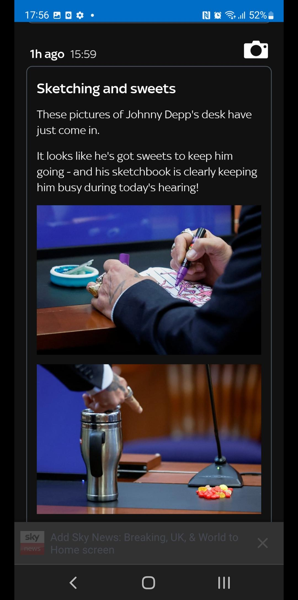 17:56
52%
1h ago 15:59
Sketching and sweets
These pictures of Johnny Depp's desk have
just come in.
It looks like he's got sweets to keep him
going - and his sketchbook is clearly keeping
him busy during today's hearing!
sky
news
Add Sky News: Breaking, UK, & World to
Home screen